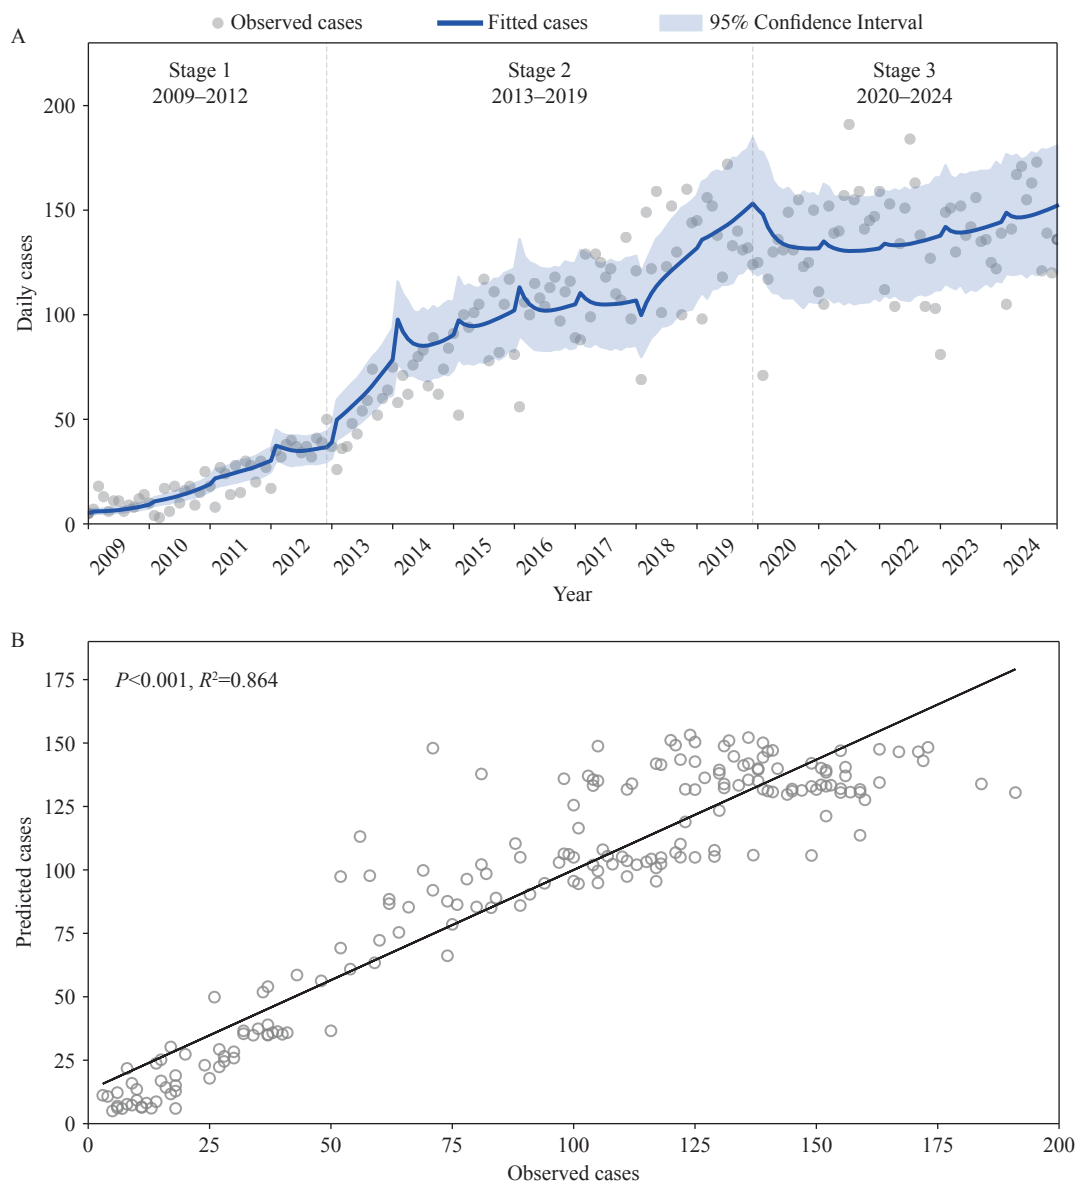 Observed cases Fitted cases 95% Confidence Interval
A
Stage 1 Stage 2 Stage 3
2009–2012 2013–2019 2020–2024
200
150
100
50
0
Daily cases
2009 2010 2011 2012 2013 2014 2015 2016 2017 2018 2019 2020 2021 2022 2023 2024
Year
B
P<0.001, R²=0.864
175
150
125
100
75
50
25
0
Predicted cases
0 25 50 75 100 125 150 175 200
Observed cases